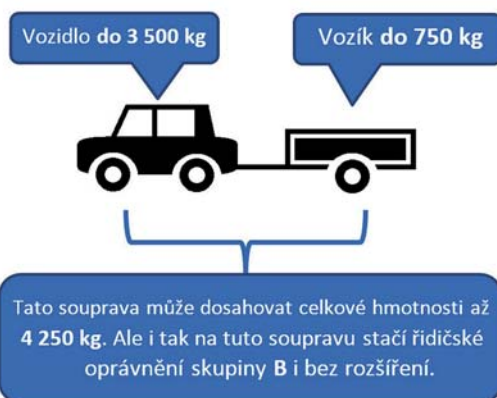 Vozidlo do 3 500 kg
Vozík do 750 kg
Tato souprava může dosahovat celkové hmotnosti až
4 250 kg. Ale i tak na tuto soupravu stačí řidičské
oprávnění skupiny B i bez rozšíření.